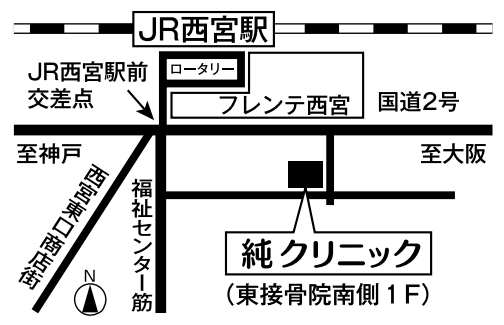 JR西宮駅
ロータリー
JR西宮駅前
交差点
フレンテ西宮
国道2号
至神戸
至大阪
西宮東口商店街
福祉センター筋
純クリニック
(東接骨院南側1F)
N